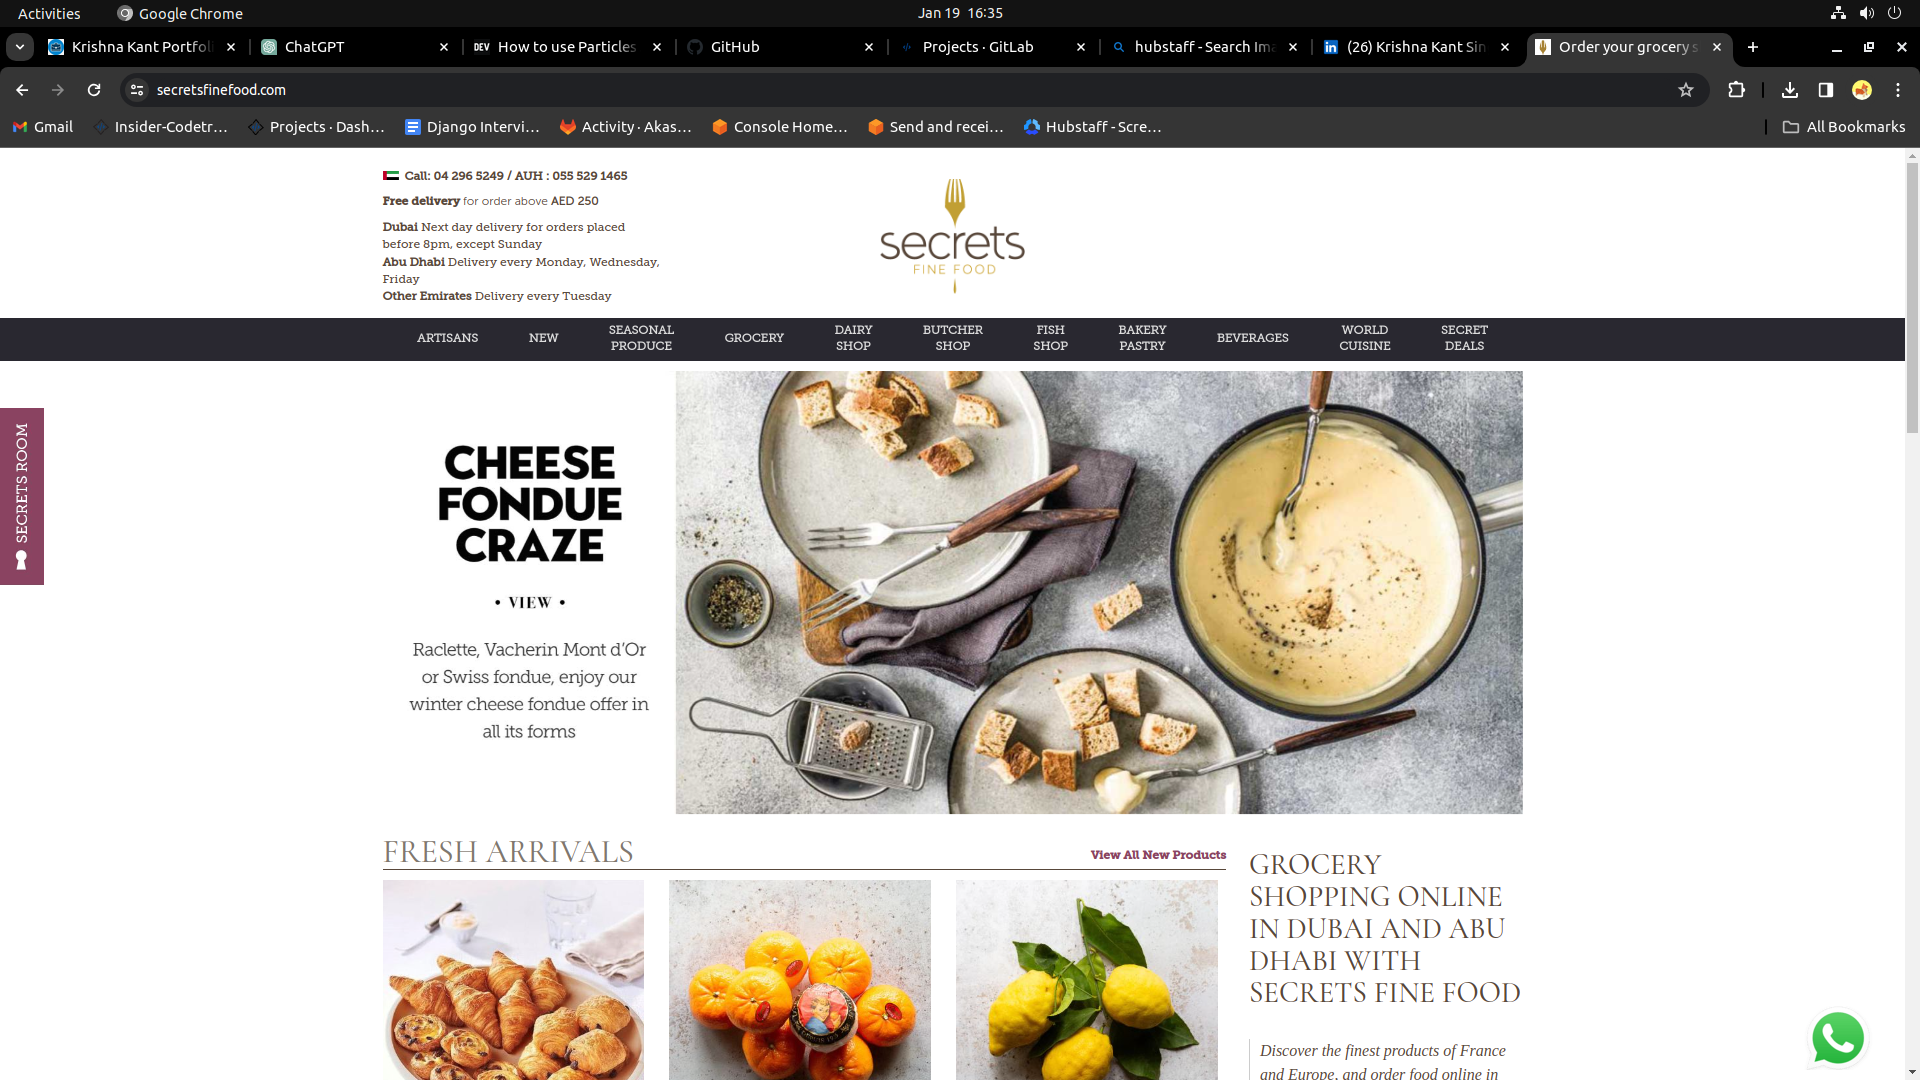 Activities
Google Chrome
Jan 19 16:35
Krishna Kant Portfoli
ChatGPT
DEV
How to use Particles
GitHub
Projects · GitLab
hubstaff - Search Ima
(26) Krishna Kant Sin
Order your grocery s
secretsfinefood.com
Gmail
Insider-Codetr...
Projects · Dash...
Django Intervi...
Activity · Akas...
Console Home...
Send and recei...
Hubstaff - Scre...
All Bookmarks
Call: 04 296 5249 / AUH : 055 529 1465
Free delivery for order above AED 250
Dubai Next day delivery for orders placed
before 8pm, except Sunday
Abu Dhabi Delivery every Monday, Wednesday,
Friday
Other Emirates Delivery every Tuesday
secrets
FINE FOOD
ARTISANS
NEW
SEASONAL
PRODUCE
GROCERY
DAIRY
SHOP
BUTCHER
SHOP
FISH
SHOP
BAKERY
PASTRY
BEVERAGES
WORLD
CUISINE
SECRET
DEALS
SECRETS ROOM
CHEESE
FONDUE
CRAZE
• VIEW •
Raclette, Vacherin Mont d'Or
or Swiss fondue, enjoy our
winter cheese fondue offer in
all its forms
FRESH ARRIVALS
View All New Products
GROCERY
SHOPPING ONLINE
IN DUBAI AND ABU
DHABI WITH
SECRETS FINE FOOD
Discover the finest products of France
and Europe, and order food online in